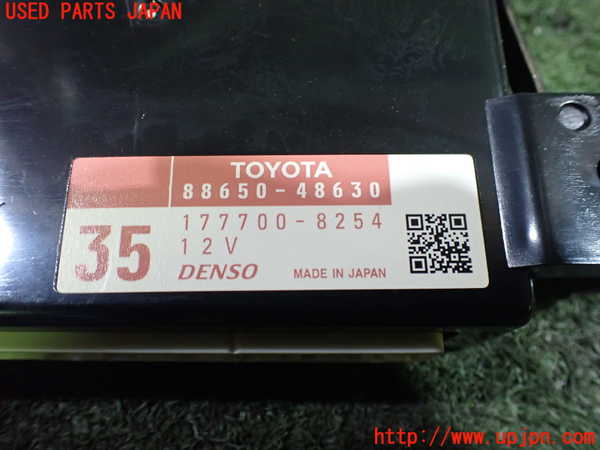 USED PARTS JAPAN
TOYOTA
88650-48630
35
177700-8254
12V
DENSO
MADE IN JAPAN
http://www.upjpn.com/